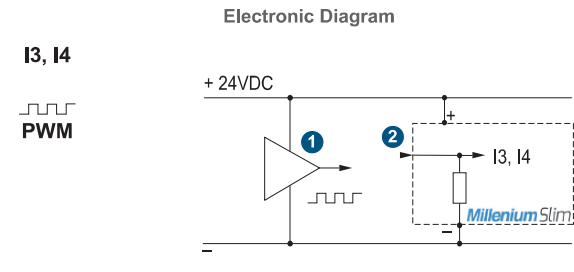 Electronic Diagram
I3, I4
PWM
+ 24VDC
1
2
+
I3, I4
Millenium Slim
–
–